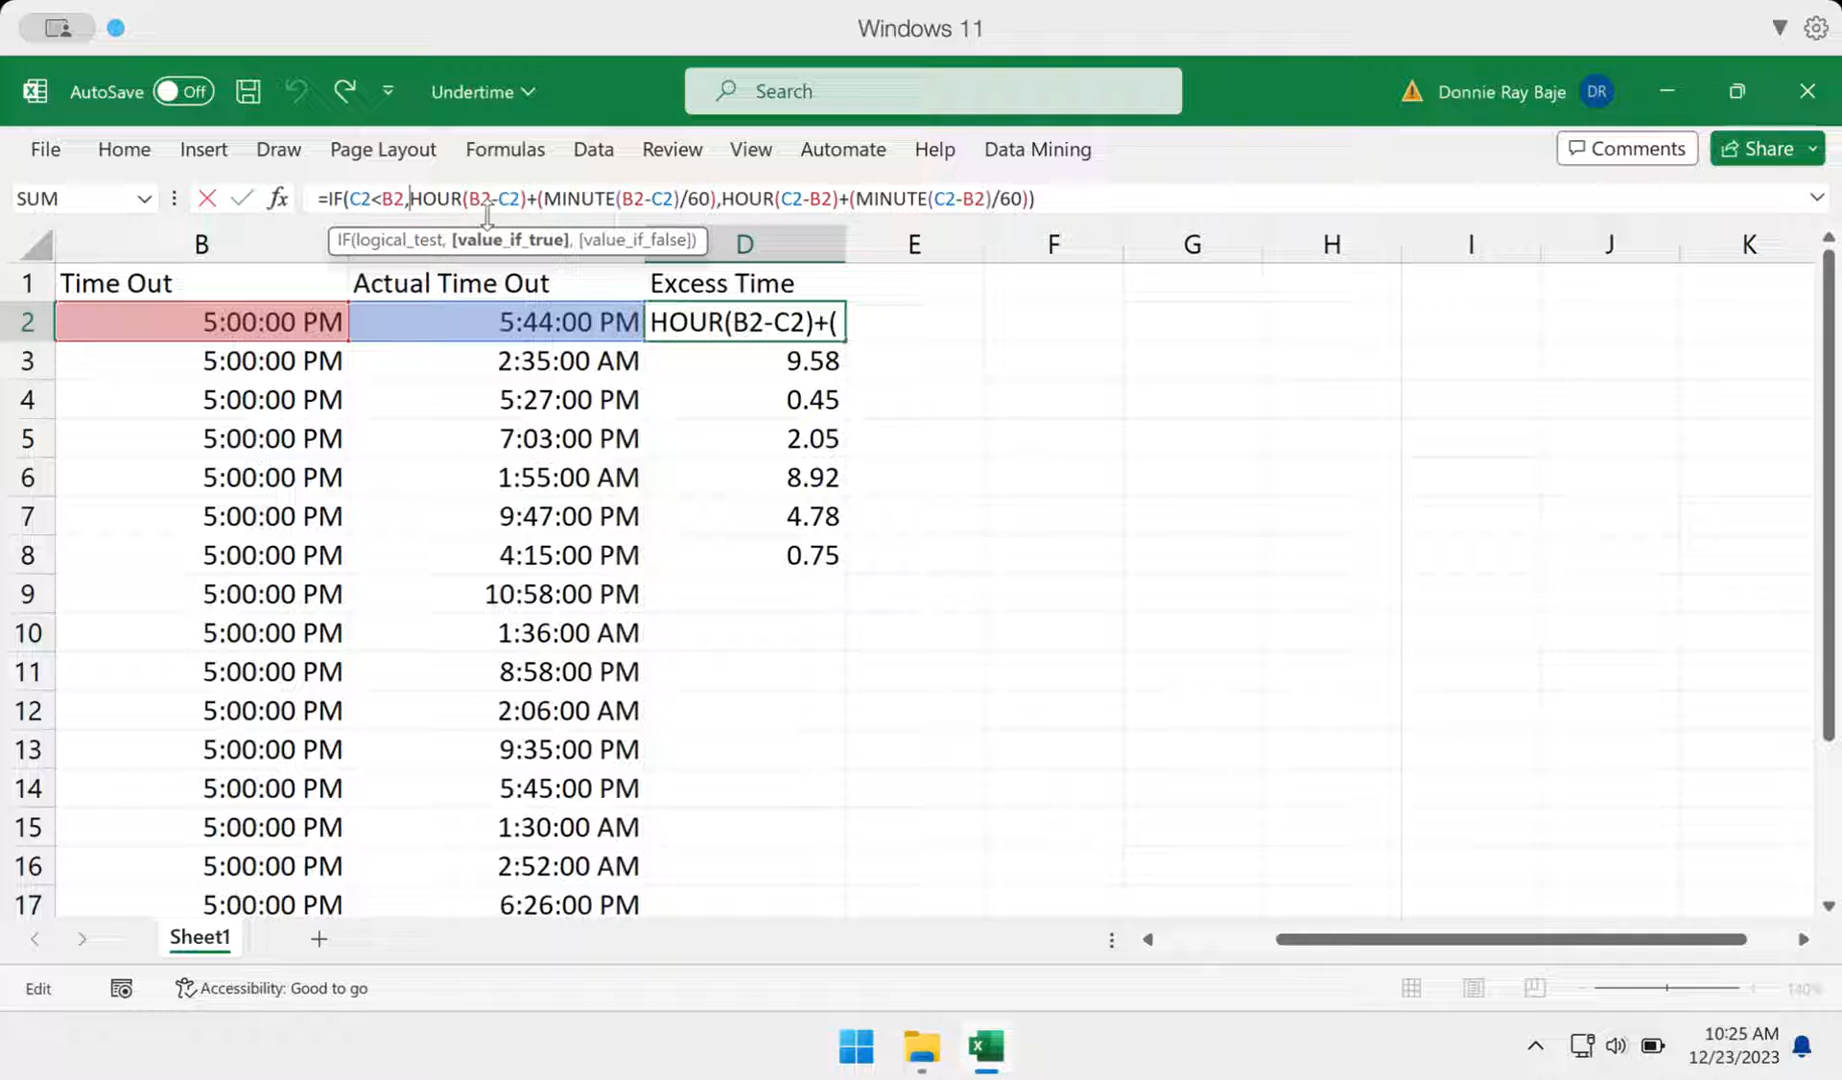 Windows 11
AutoSave Off Undertime Search Donnie Ray Baje DR
File Home Insert Draw Page Layout Formulas Data Review View Automate Help Data Mining Comments Share
SUM fx =IF(C2<B2,HOUR(B2-C2)+(MINUTE(B2-C2)/60),HOUR(C2-B2)+(MINUTE(C2-B2)/60))
IF(logical_test, [value_if_true], [value_if_false])
B D E F G H I J K
1 Time Out Actual Time Out Excess Time
2 5:00:00 PM 5:44:00 PM HOUR(B2-C2)+(
3 5:00:00 PM 2:35:00 AM 9.58
4 5:00:00 PM 5:27:00 PM 0.45
5 5:00:00 PM 7:03:00 PM 2.05
6 5:00:00 PM 1:55:00 AM 8.92
7 5:00:00 PM 9:47:00 PM 4.78
8 5:00:00 PM 4:15:00 PM 0.75
9 5:00:00 PM 10:58:00 PM
10 5:00:00 PM 1:36:00 AM
11 5:00:00 PM 8:58:00 PM
12 5:00:00 PM 2:06:00 AM
13 5:00:00 PM 9:35:00 PM
14 5:00:00 PM 5:45:00 PM
15 5:00:00 PM 1:30:00 AM
16 5:00:00 PM 2:52:00 AM
17 5:00:00 PM 6:26:00 PM
Sheet1
Edit Accessibility: Good to go 140%
10:25 AM
12/23/2023